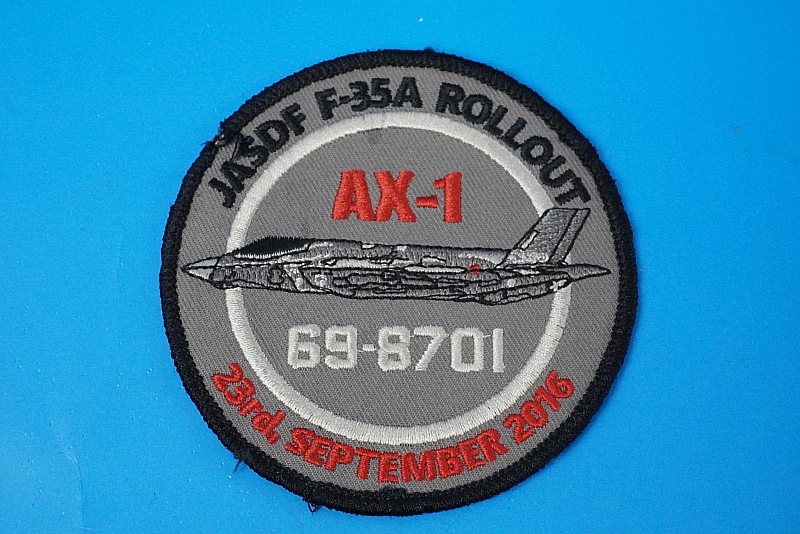 JASDF F-35A ROLLOUT
AX-1
69-8701
23rd, SEPTEMBER 2016